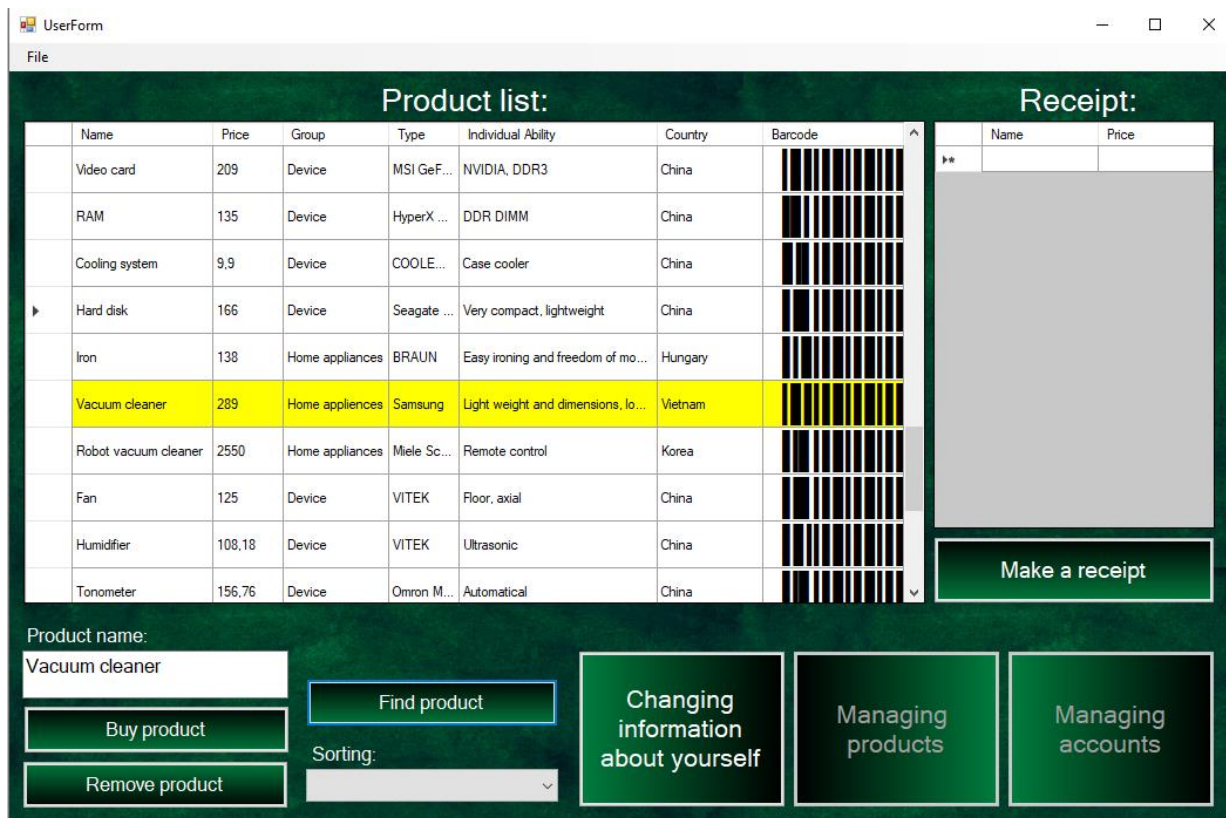 UserForm
File
Product list:
Receipt:
Name Price Group Type Individual Ability Country Barcode
Name Price
Video card 209 Device MSI GeF... NVIDIA, DDR3 China
RAM 135 Device HyperX ... DDR DIMM China
Cooling system 9,9 Device COOLE... Case cooler China
Hard disk 166 Device Seagate ... Very compact, lightweight China
Iron 138 Home appliances BRAUN Easy ironing and freedom of mo... Hungary
Vacuum cleaner 289 Home appliences Samsung Light weight and dimensions, lo... Vietnam
Robot vacuum cleaner 2550 Home appliances Miele Sc... Remote control Korea
Fan 125 Device VITEK Floor, axial China
Humidifier 108,18 Device VITEK Ultrasonic China
Tonometer 156,76 Device Omron M... Automatical China
Make a receipt
Product name:
Vacuum cleaner
Buy product
Remove product
Find product
Sorting:
Changing
information
about yourself
Managing
products
Managing
accounts